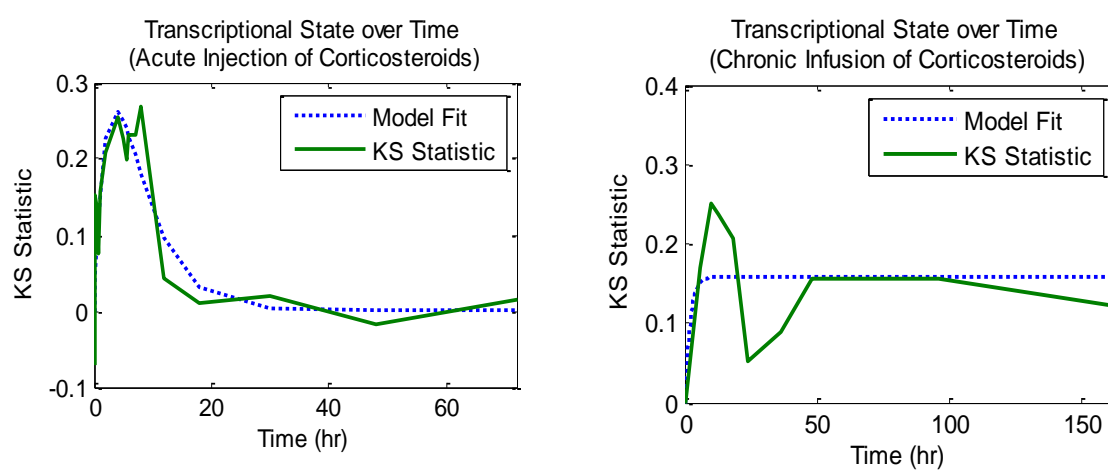 Transcriptional State over Time
(Acute Injection of Corticosteroids)
0.3
0.2
0.1
0
-0.1
KS Statistic
Model Fit
KS Statistic
0 20 40 60
Time (hr)
Transcriptional State over Time
(Chronic Infusion of Corticosteroids)
0.4
0.3
0.2
0.1
0
KS Statistic
Model Fit
KS Statistic
0 50 100 150
Time (hr)